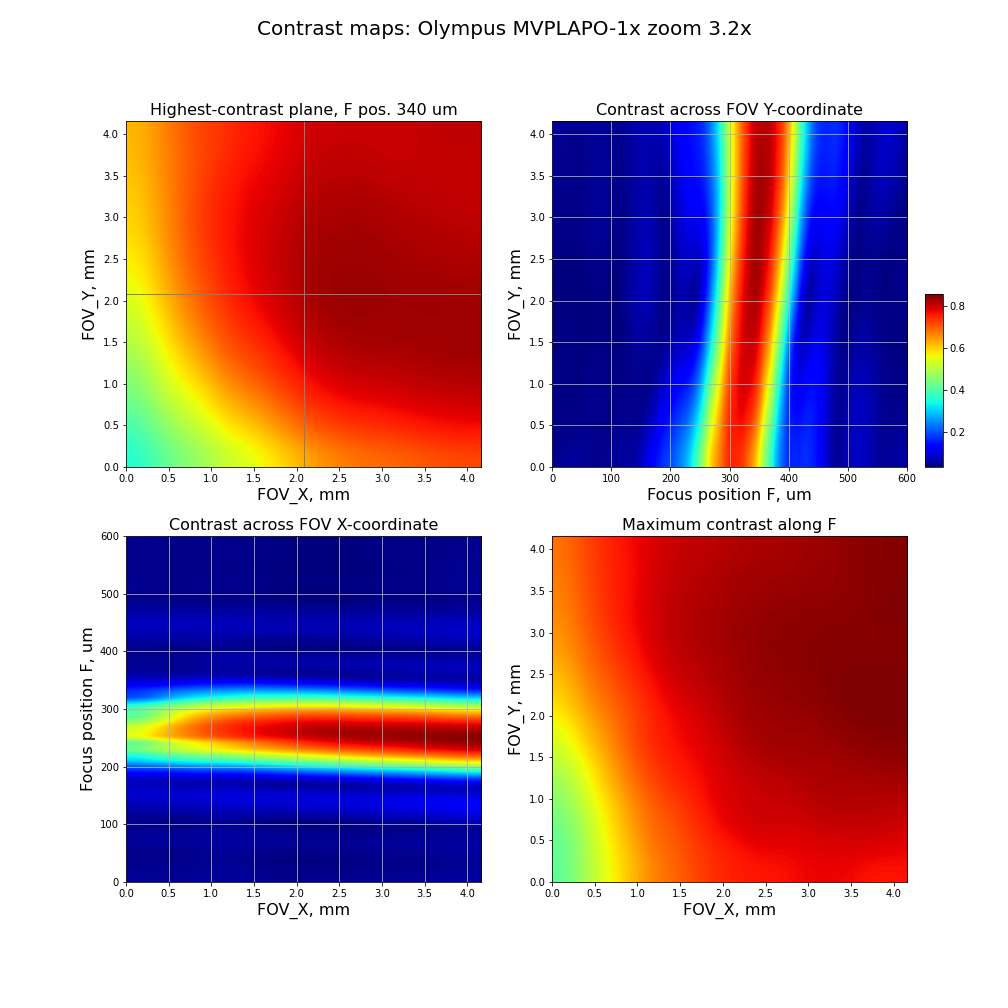 Contrast maps: Olympus MVPLAPO-1x zoom 3.2x
Highest-contrast plane, F pos. 340 um
4.0
3.5
3.0
2.5
2.0
1.5
1.0
0.5
0.0
FOV_Y, mm
0.0 0.5 1.0 1.5 2.0 2.5 3.0 3.5 4.0
FOV_X, mm
Contrast across FOV Y-coordinate
4.0
3.5
3.0
2.5
2.0
1.5
1.0
0.5
0.0
FOV_Y, mm
0 100 200 300 400 500 600
Focus position F, um
0.8
0.6
0.4
0.2
Contrast across FOV X-coordinate
600
500
400
300
200
100
0
Focus position F, um
0.0 0.5 1.0 1.5 2.0 2.5 3.0 3.5 4.0
FOV_X, mm
Maximum contrast along F
4.0
3.5
3.0
2.5
2.0
1.5
1.0
0.5
0.0
FOV_Y, mm
0.0 0.5 1.0 1.5 2.0 2.5 3.0 3.5 4.0
FOV_X, mm